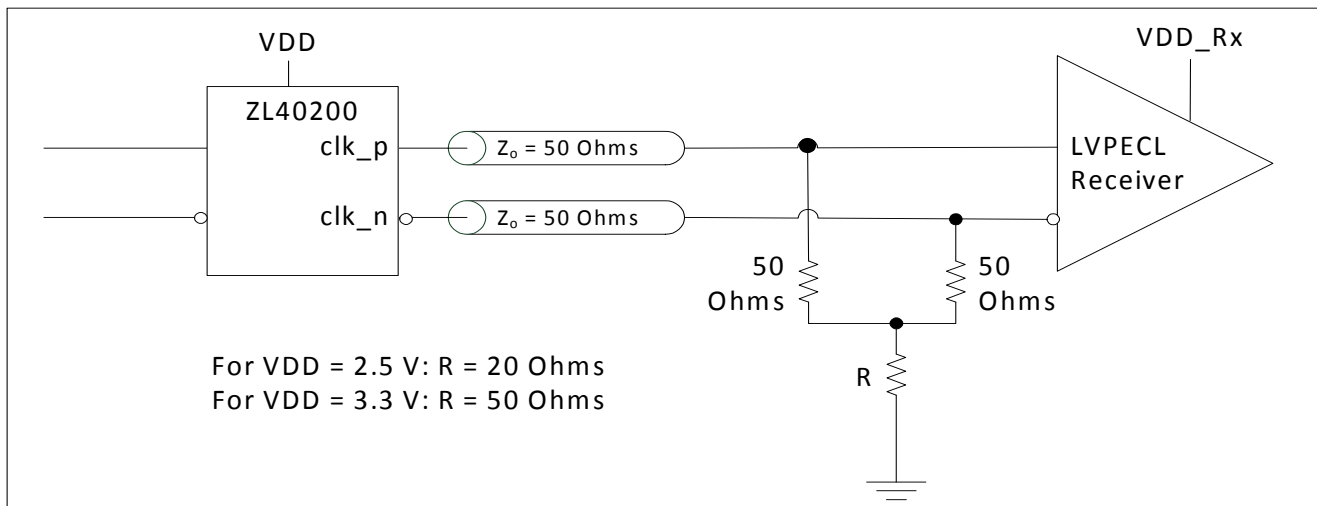 VDD
VDD_Rx
ZL40200
clk_p
Zo = 50 Ohms
LVPECL
Receiver
clk_n
Zo = 50 Ohms
50
Ohms
50
Ohms
For VDD = 2.5 V: R = 20 Ohms
For VDD = 3.3 V: R = 50 Ohms
R